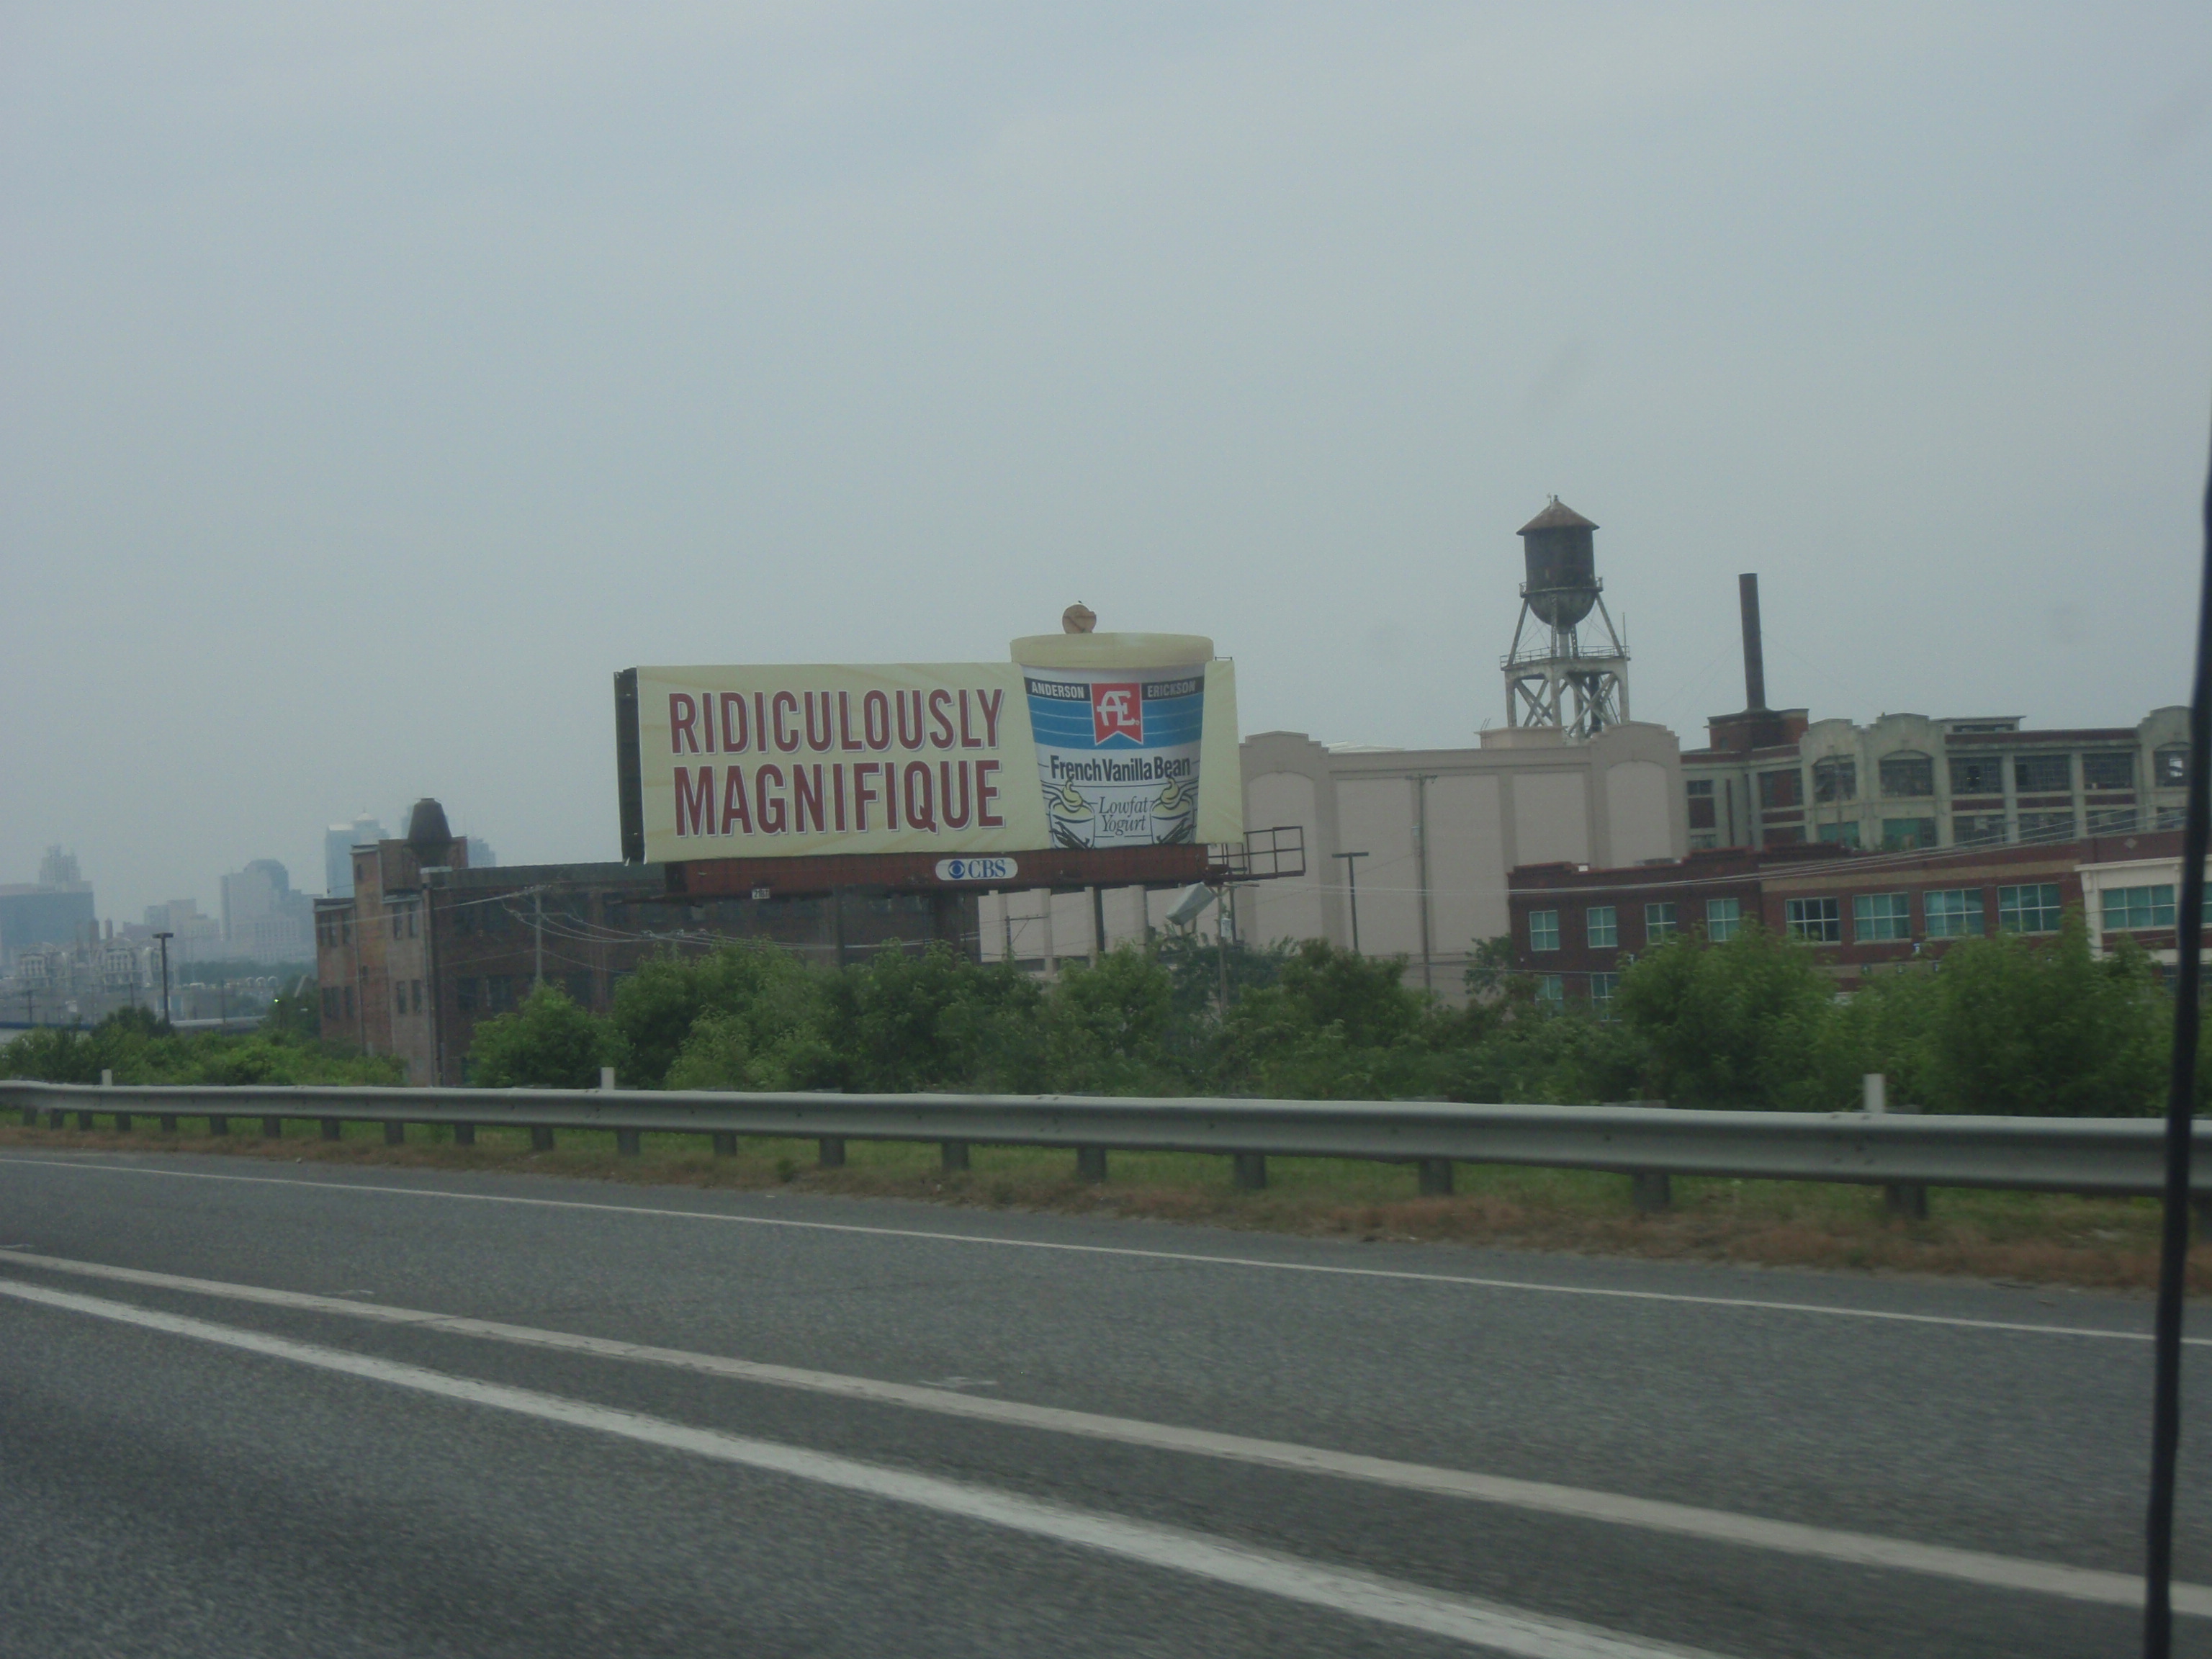 RIDICULOUSLY
MAGNIFIQUE
ANDERSON AE ERICKSON
French Vanilla Bean
Lowfat
Yogurt
CBS